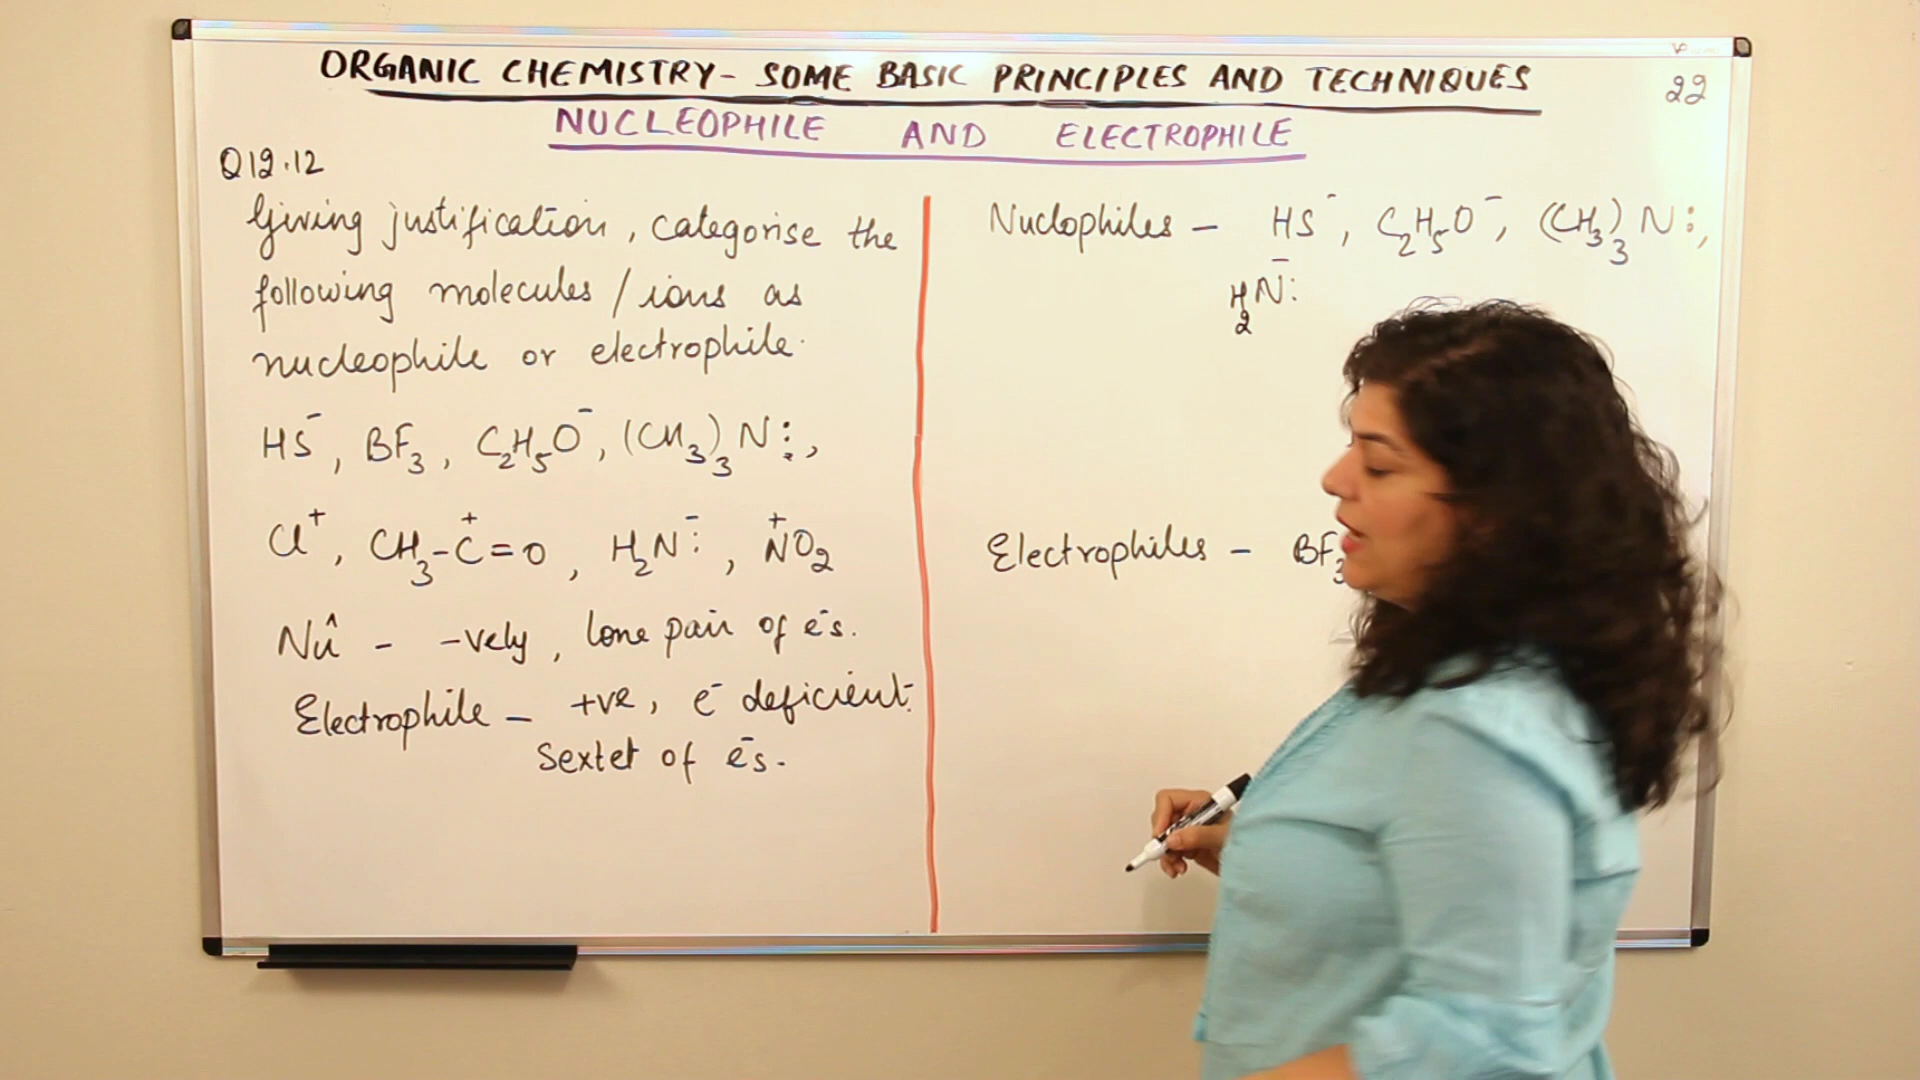 ORGANIC CHEMISTRY- SOME BASIC PRINCIPLES AND TECHNIQUES
22
NUCLEOPHILE AND ELECTROPHILE
Q12.12
Giving justification, categorise the
following molecules / ions as
nucleophile or electrophile.
HS⁻, BF₃, C₂H₅O⁻, (CH₃)₃N:,
Cl⁺, CH₃-C⁺=O, H₂N⁻:, N⁺O₂
Nu - -vely, lone pair of e⁻s.
Electrophile - +ve, e⁻ deficient.
Sextet of e⁻s.
Nuclophiles - HS⁻, C₂H₅O⁻, (CH₃)₃N:,
H₂N⁻:
Electrophiles - BF₃